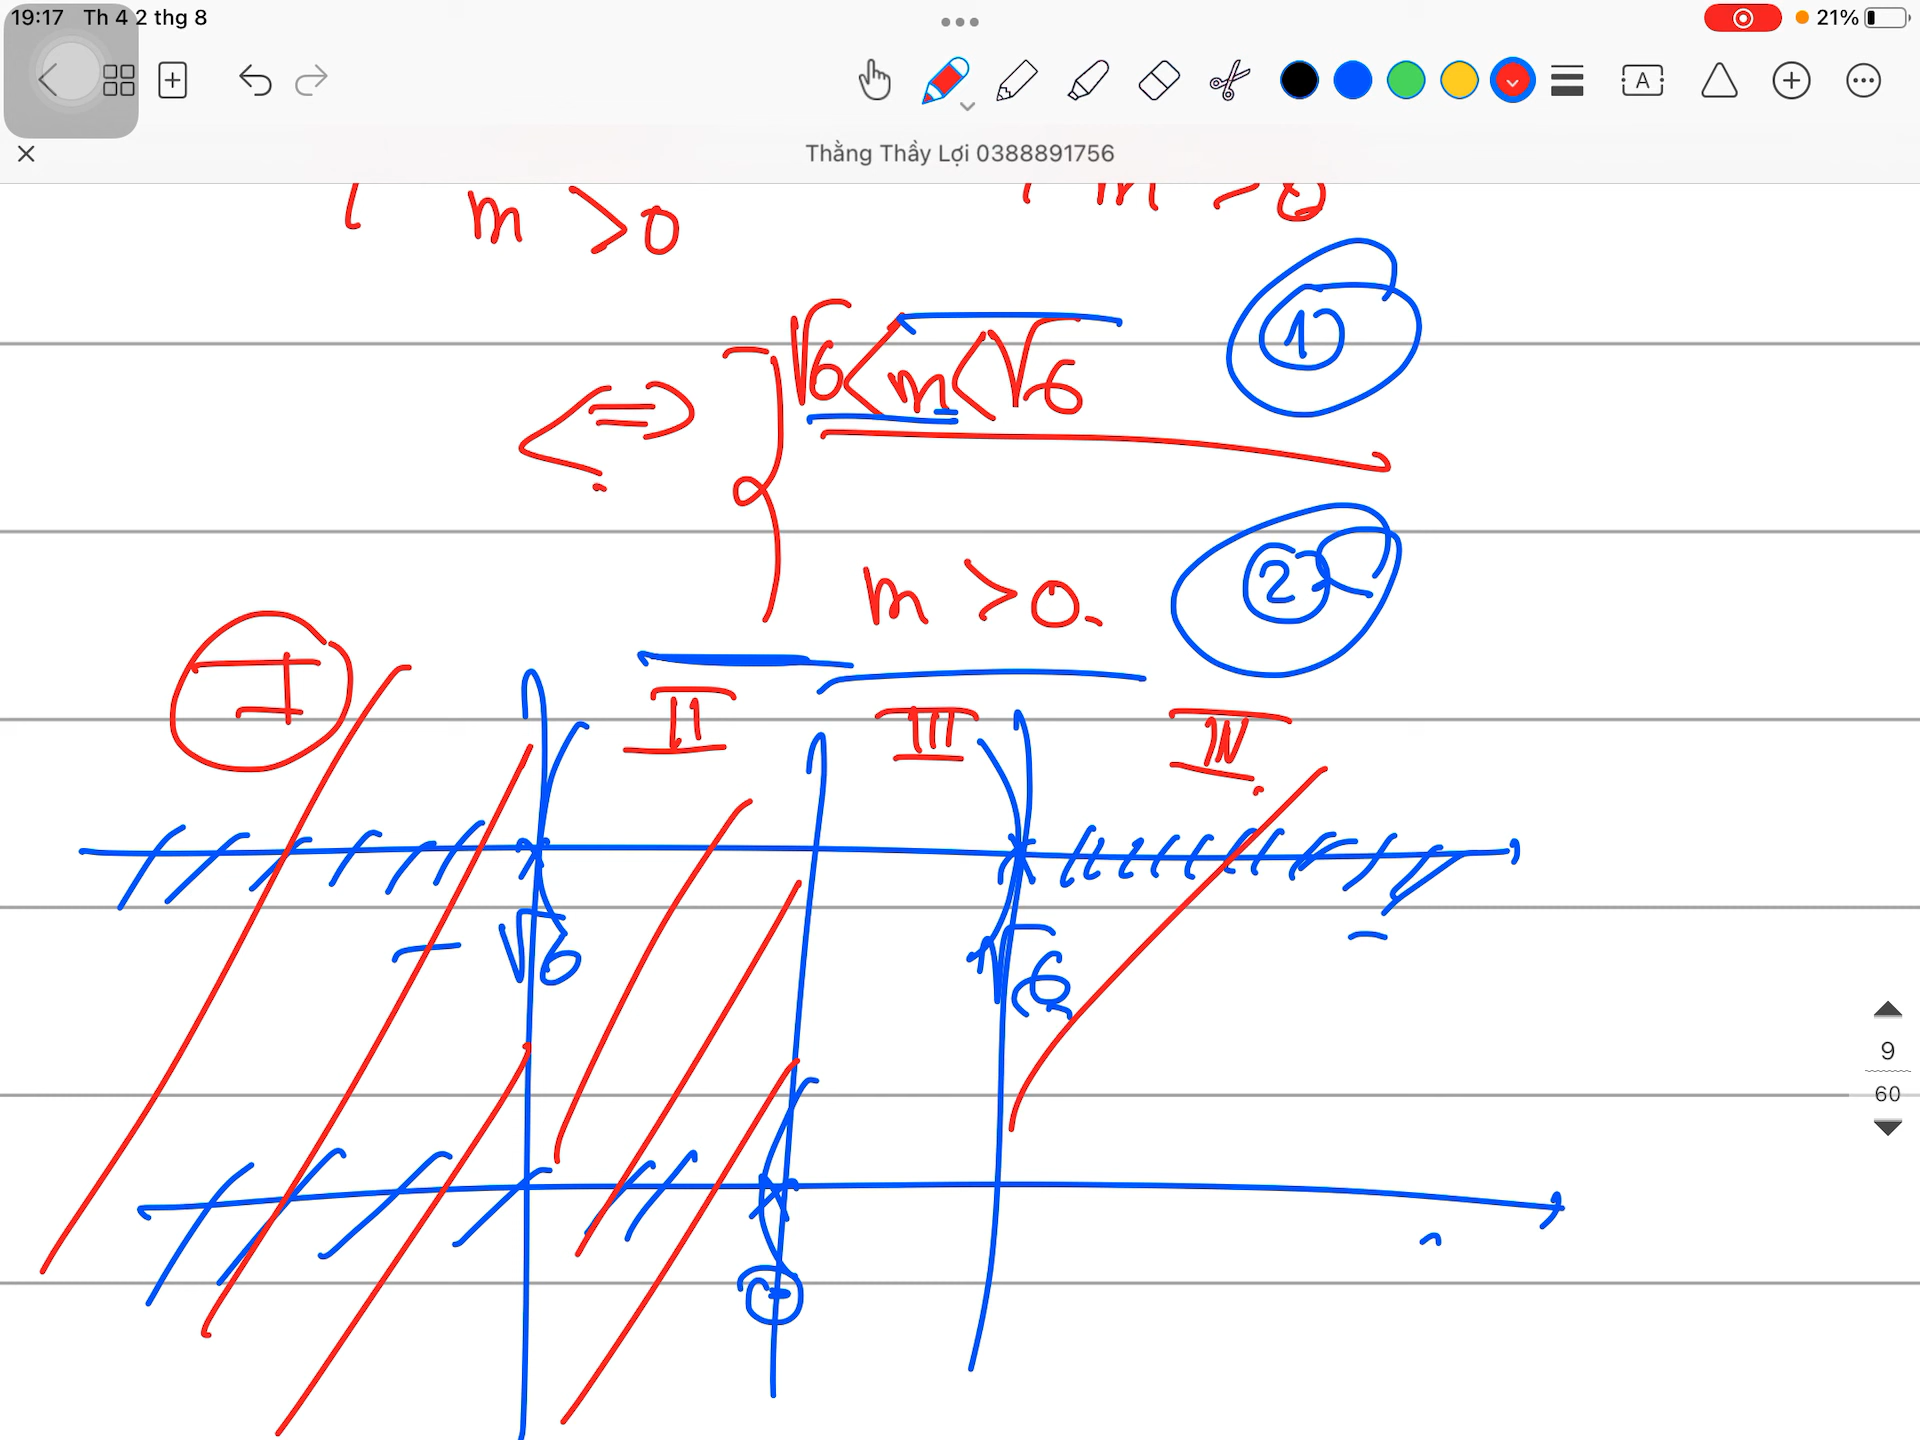 19:17 Th 4 2 thg 8
21%
A
Thằng Thầy Lợi 0388891756
m > 0
m > 0
√6 < m < √6
①
<=>
m > 0.
②
I
II
III
IV
- √6
√6
9
60
0